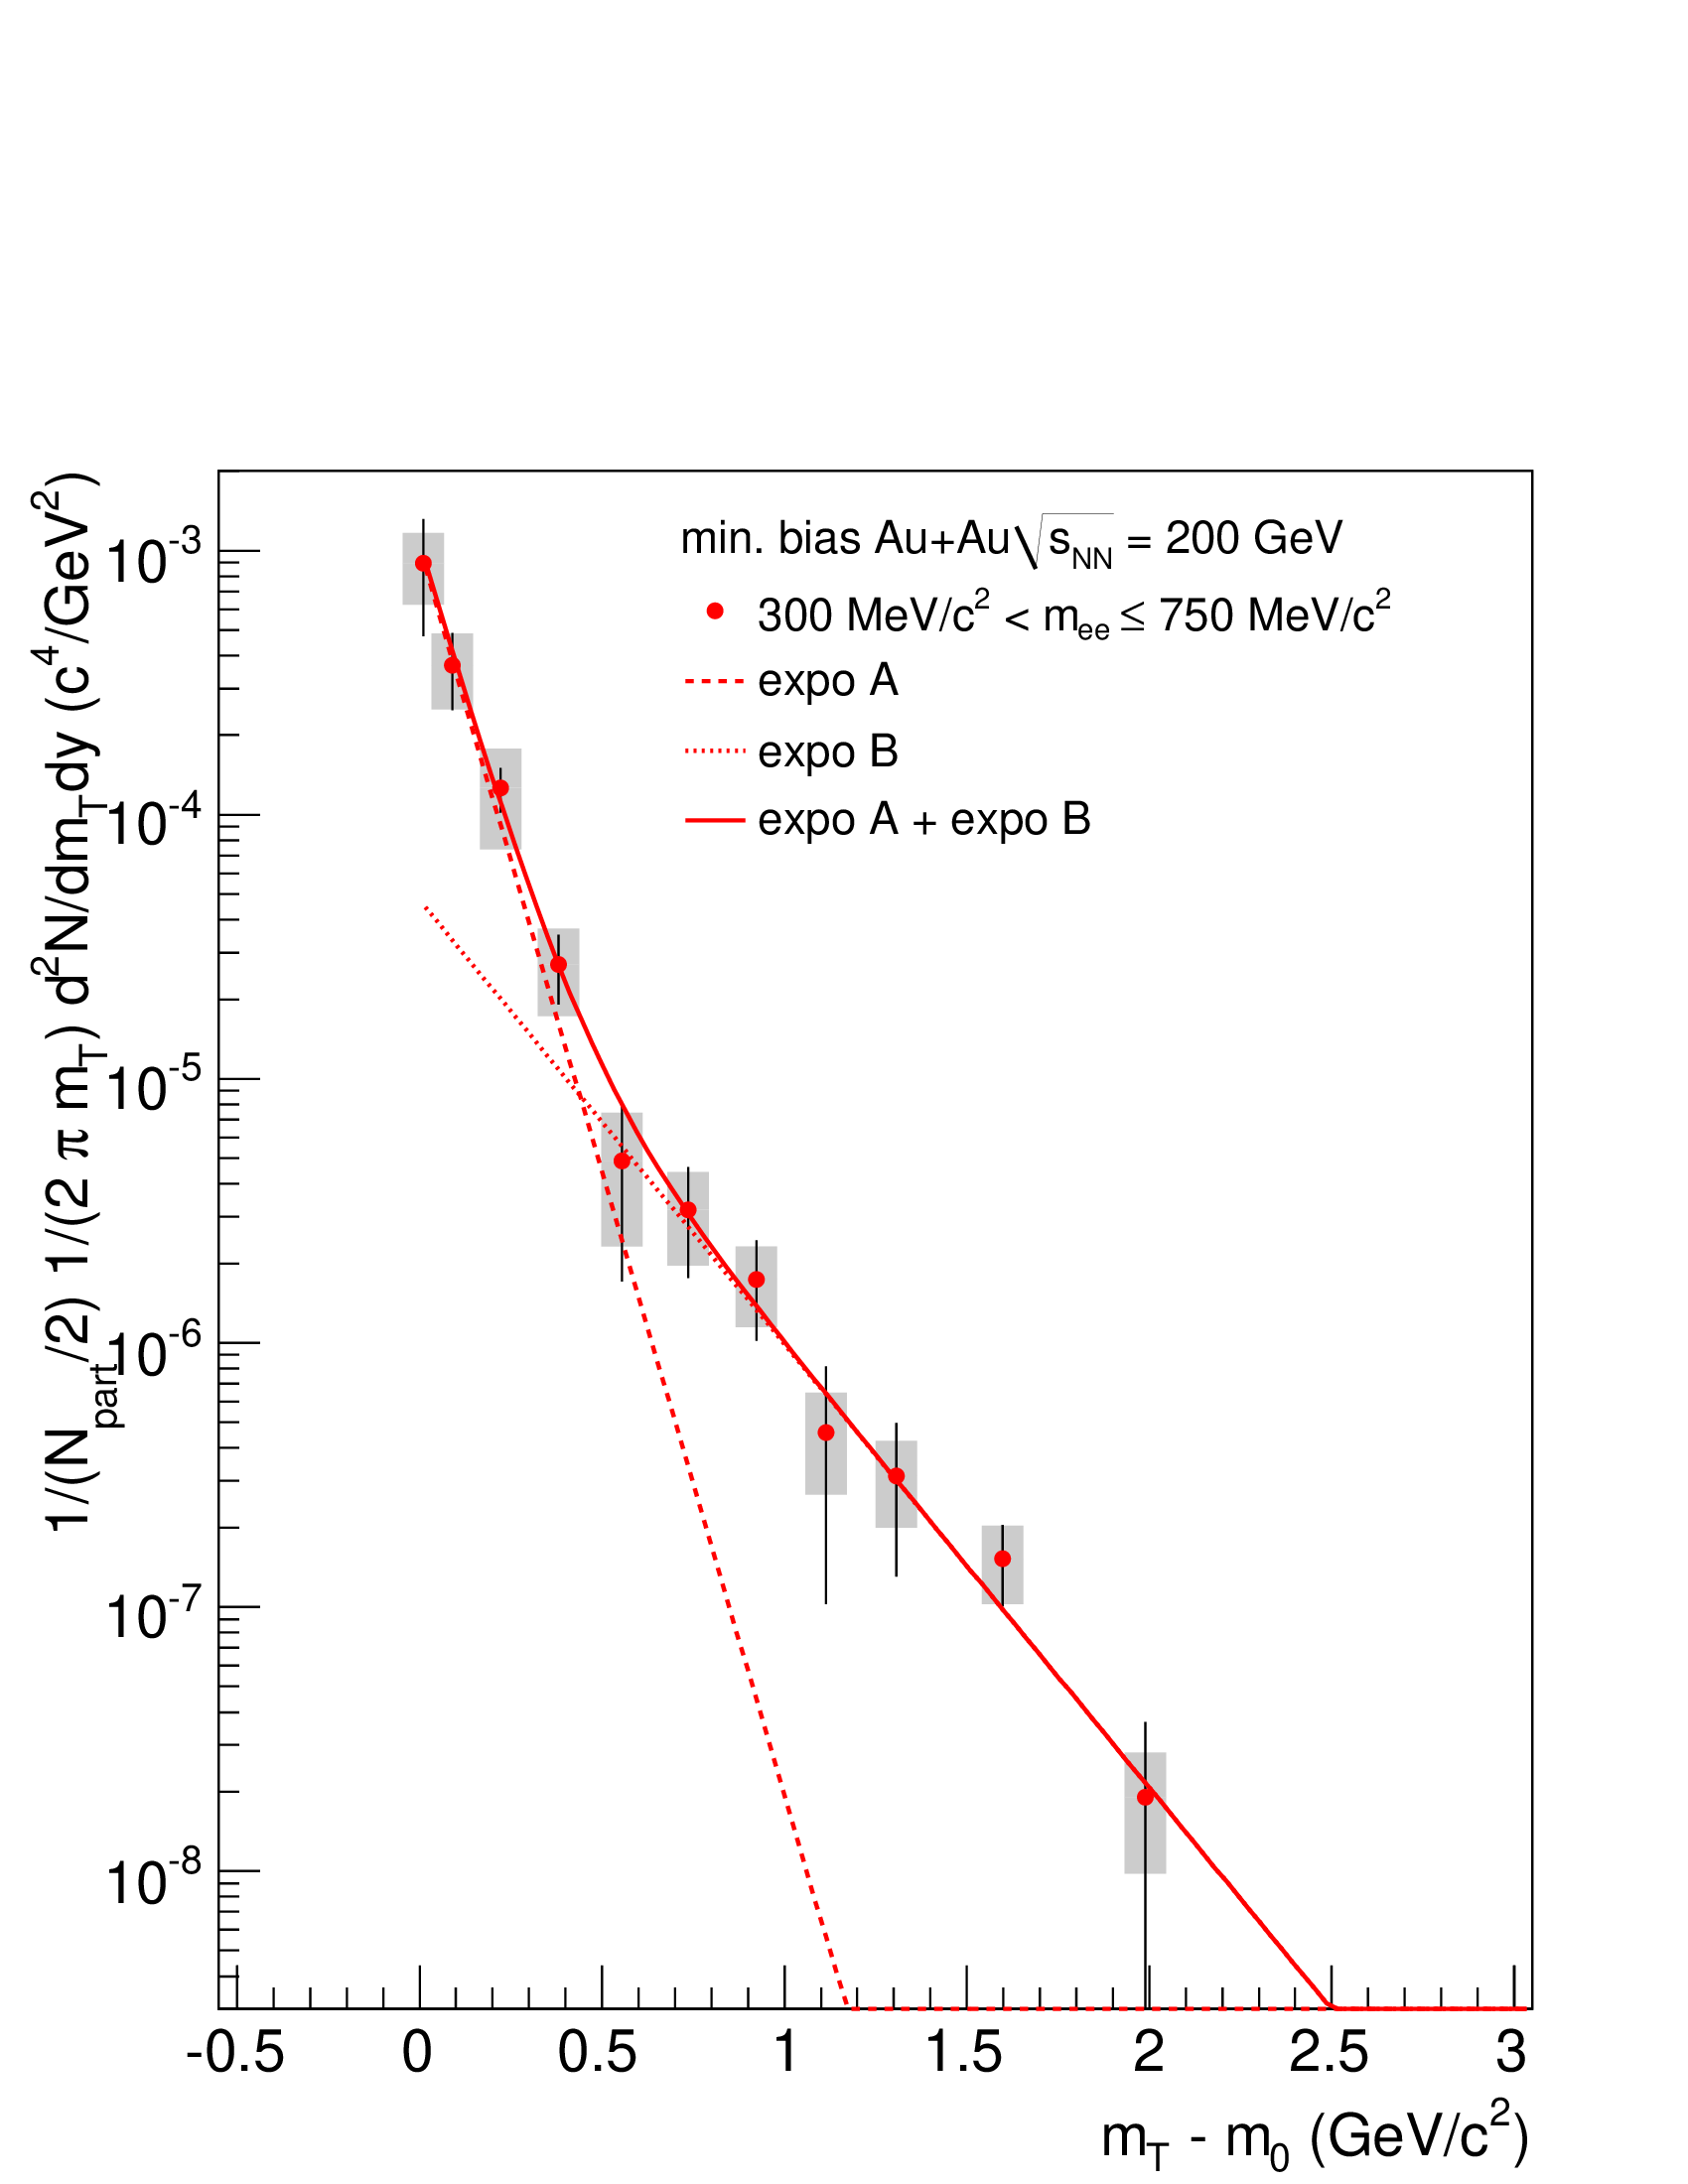 min. bias Au+Au√s_NN = 200 GeV
300 MeV/c² < m_ee ≤ 750 MeV/c²
expo A
expo B
expo A + expo B
1/(N_part/2) 1/(2 π m_T) d²N/dm_Tdy (c⁴/GeV²)
10⁻³
10⁻⁴
10⁻⁵
10⁻⁶
10⁻⁷
10⁻⁸
-0.5 0 0.5 1 1.5 2 2.5 3
m_T - m_0 (GeV/c²)